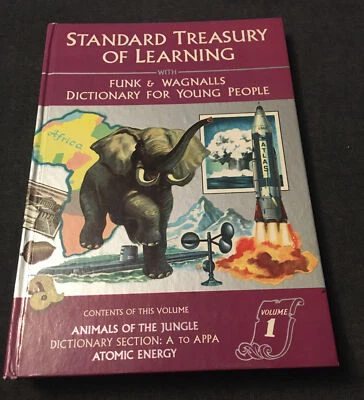 STANDARD TREASURY
OF LEARNING
WITH
FUNK & WAGNALLS
DICTIONARY FOR YOUNG PEOPLE
Africa
ATLAS
CONTENTS OF THIS VOLUME
ANIMALS OF THE JUNGLE
DICTIONARY SECTION: A TO APPA
ATOMIC ENERGY
VOLUME
1